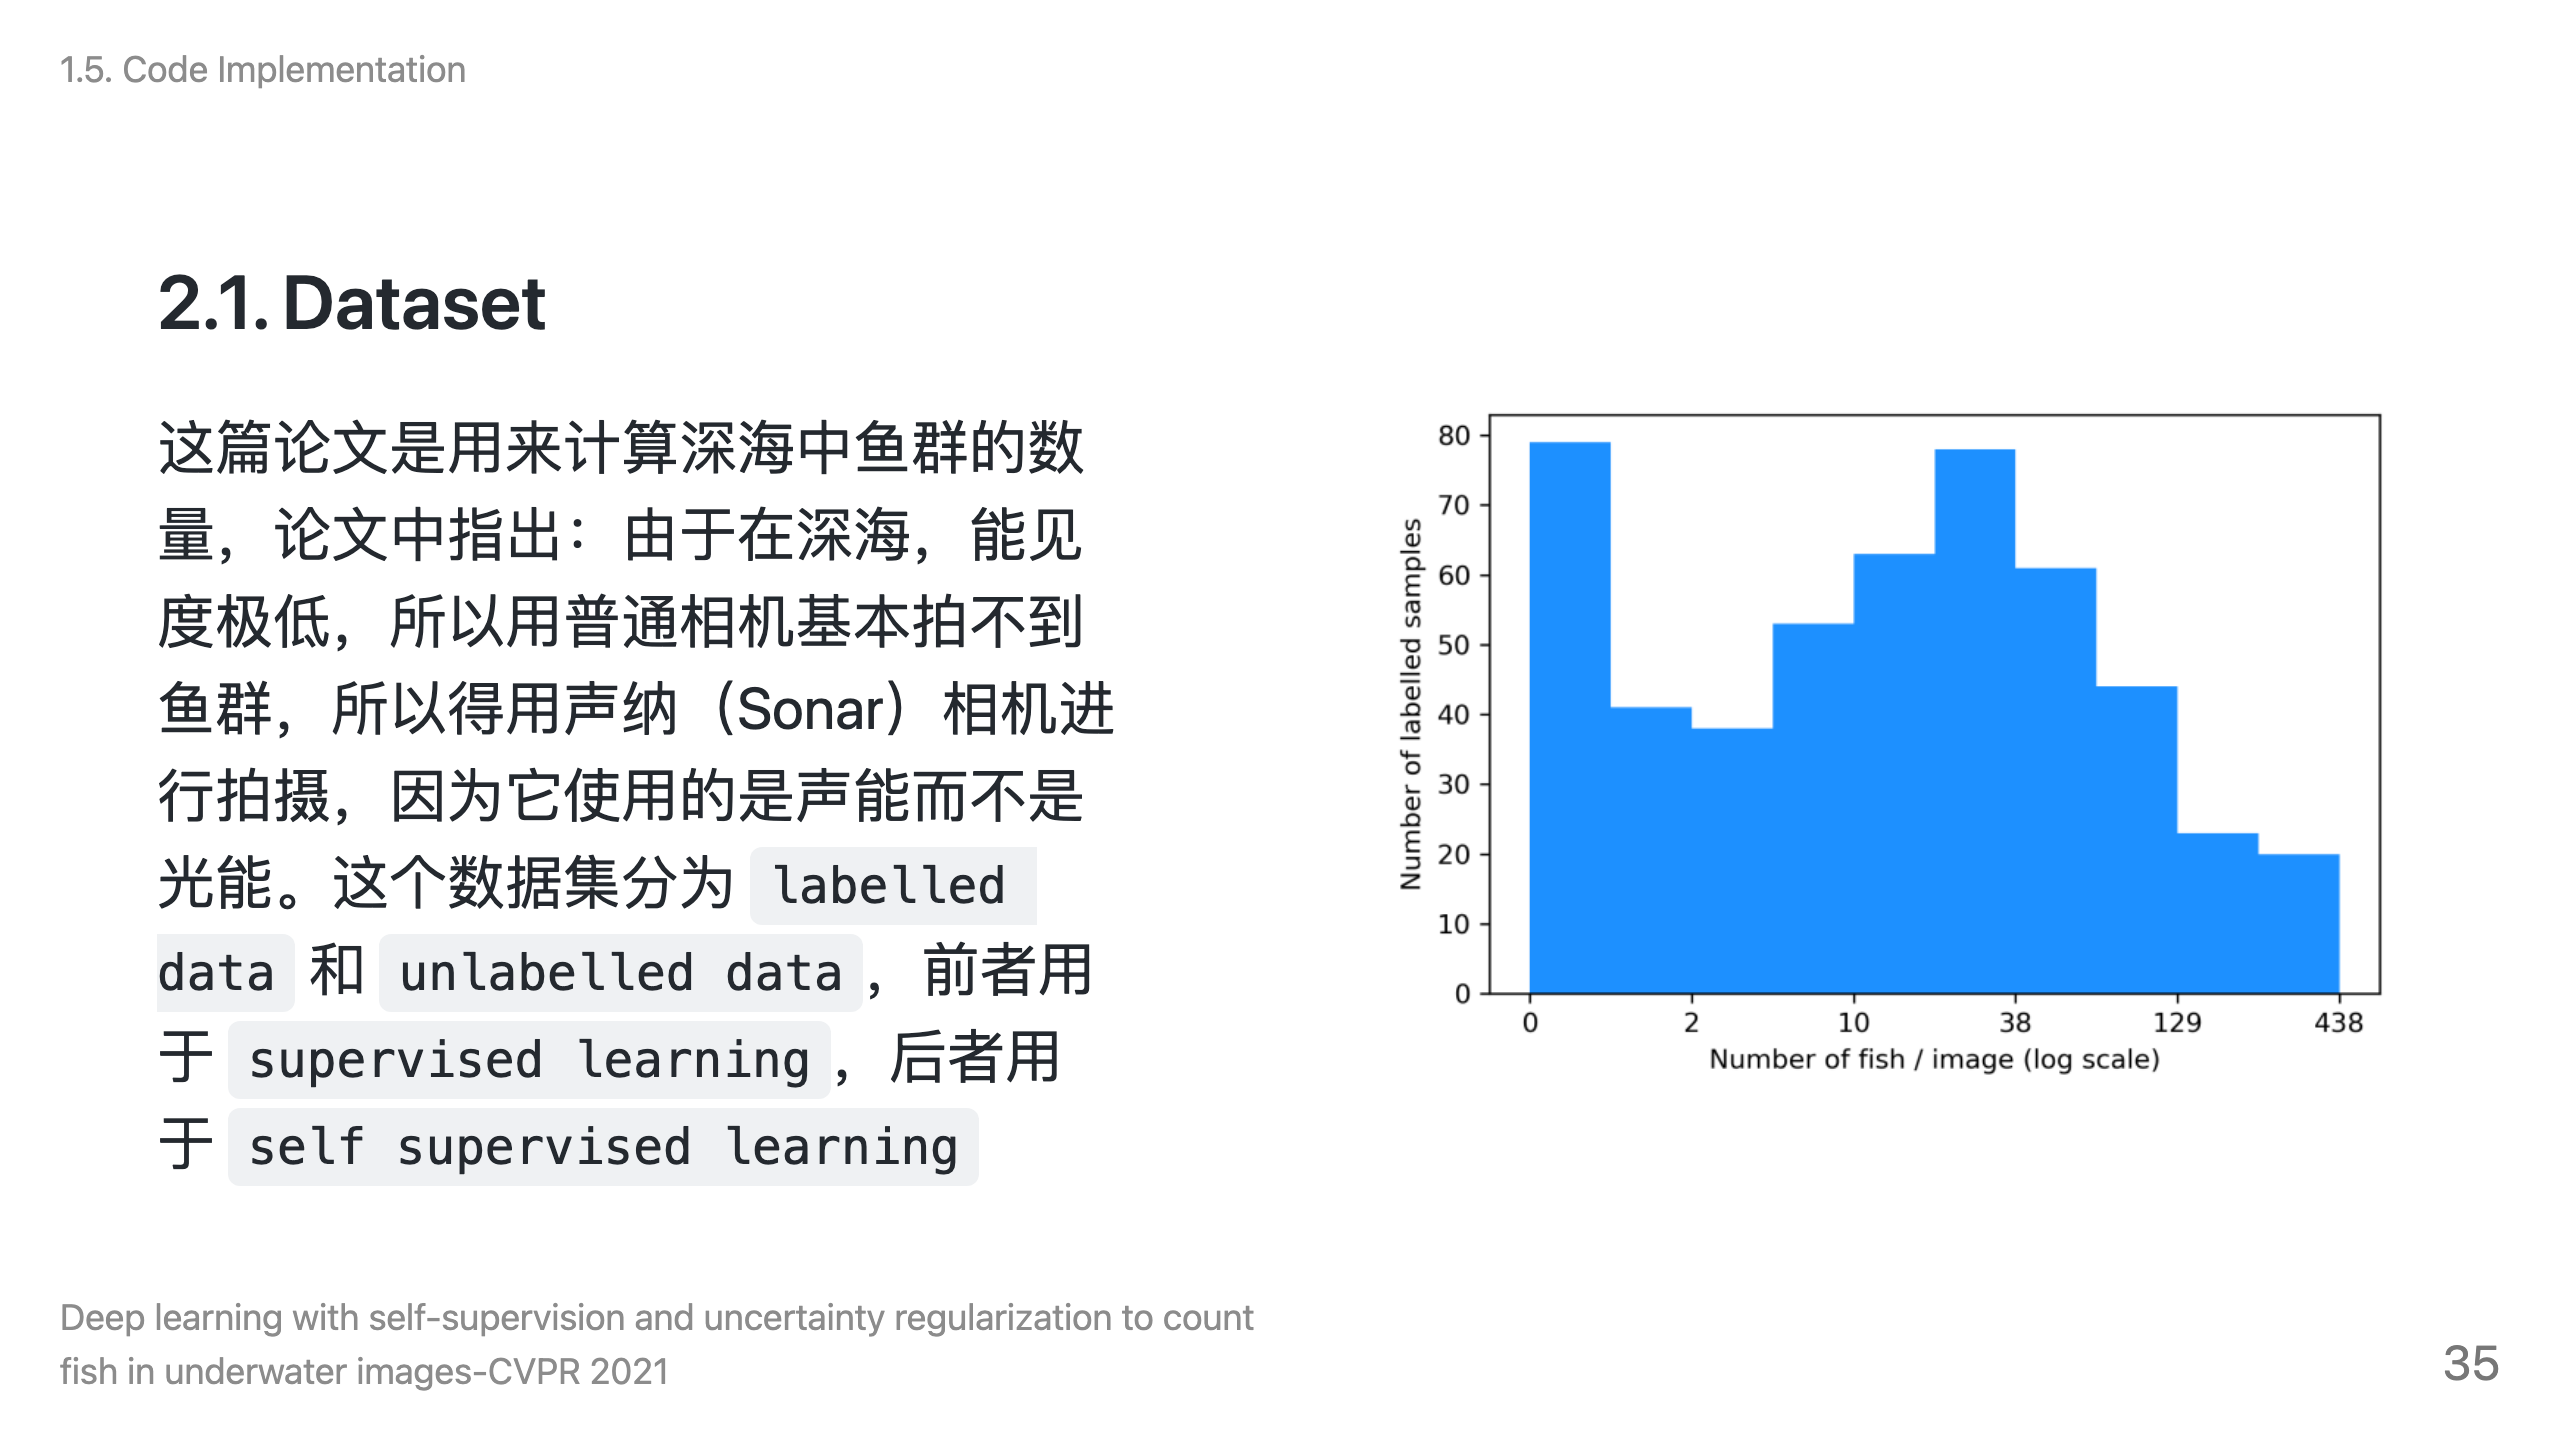 1.5. Code Implementation
2.1. Dataset
这篇论文是用来计算深海中鱼群的数
量，论文中指出：由于在深海，能见
度极低，所以用普通相机基本拍不到
鱼群，所以得用声纳（Sonar）相机进
行拍摄，因为它使用的是声能而不是
光能。这个数据集分为 labelled
data 和 unlabelled data，前者用
于 supervised learning，后者用
于 self supervised learning
Number of labelled samples
80
70
60
50
40
30
20
10
0
0 2 10 38 129 438
Number of fish / image (log scale)
Deep learning with self-supervision and uncertainty regularization to count
fish in underwater images-CVPR 2021
35